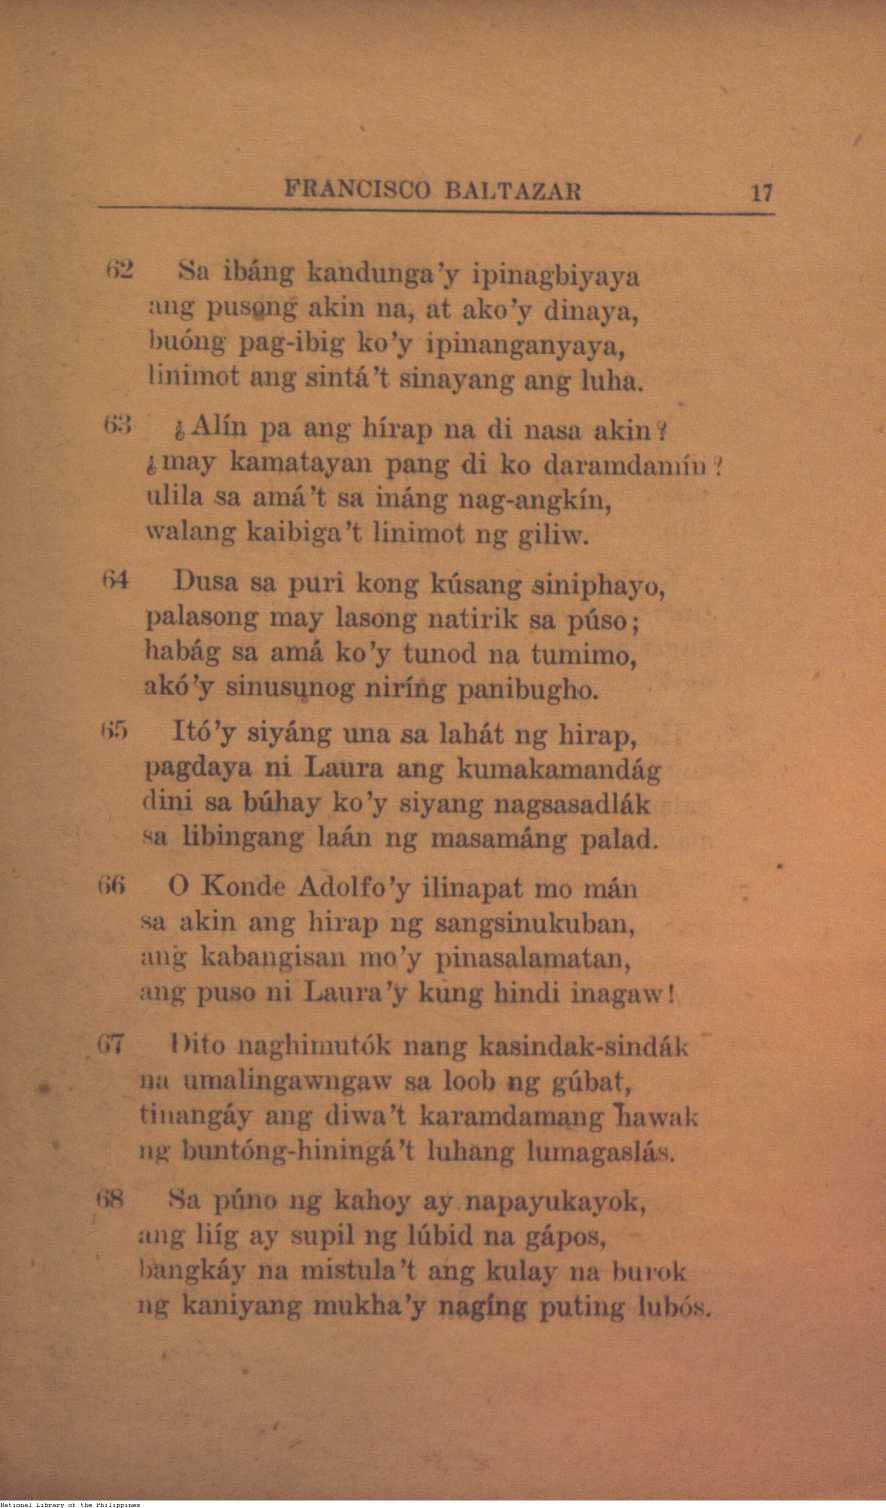 FRANCISCO BALTAZAR 17
62 Sa ibáng kandunga’y ipinagbiyaya
ang pusong akin na, at ako’y dinaya,
buóng pag-ibig ko’y ipinanganyaya,
linimot ang sintá’t sinayang ang luha.
63 ¿Alín pa ang hírap na di nasa akin?
¿may kamatayan pang di ko daramdamín?
ulila sa amá’t sa ináng nag-angkín,
walang kaibiga’t linimot ng giliw.
64 Dusa sa puri kong kúsang siniphayo,
palasong may lasong natirik sa púso;
habág sa amá ko’y tunod na tumimo,
akó’y sinusunog niríng panibugho.
65 Itó’y siyáng una sa lahát ng hirap,
pagdaya ni Laura ang kumakamandág
dini sa búhay ko’y siyang nagsasadlák
sa libingang laán ng masamáng palad.
66 O Konde Adolfo’y ilinapat mo mán
sa akin ang hirap ng sangsinukuban,
ang kabangisan mo’y pinasalamatan,
ang puso ni Laura’y kung hindi inagaw!
67 Dito naghimutók nang kasindak-sindák
na umalingawngaw sa loob ng gúbat,
tinangáy ang diwa’t karamdamang hawak
ng buntóng-hiningá’t luhang lumagaslás.
68 Sa púno ng kahoy ay napayukayok,
ang liíg ay supil ng lúbid na gápos,
bangkáy na mistula’t ang kulay na burok
ng kaniyang mukha’y nagíng puting lubós.
National Library of the Philippines